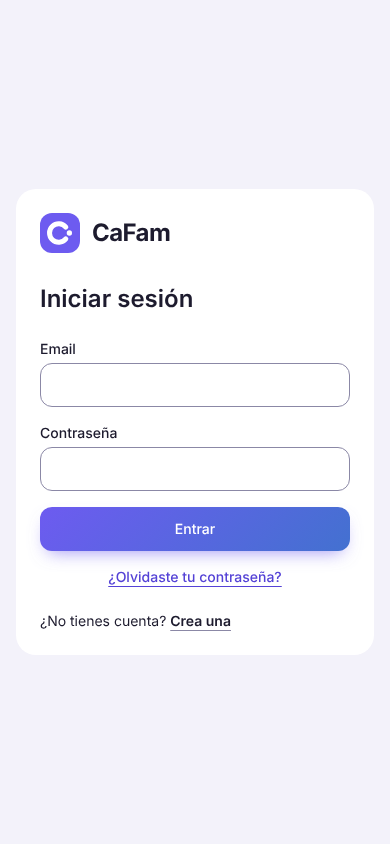 CaFam
Iniciar sesión
Email
Contraseña
Entrar
¿Olvidaste tu contraseña?
¿No tienes cuenta? Crea una